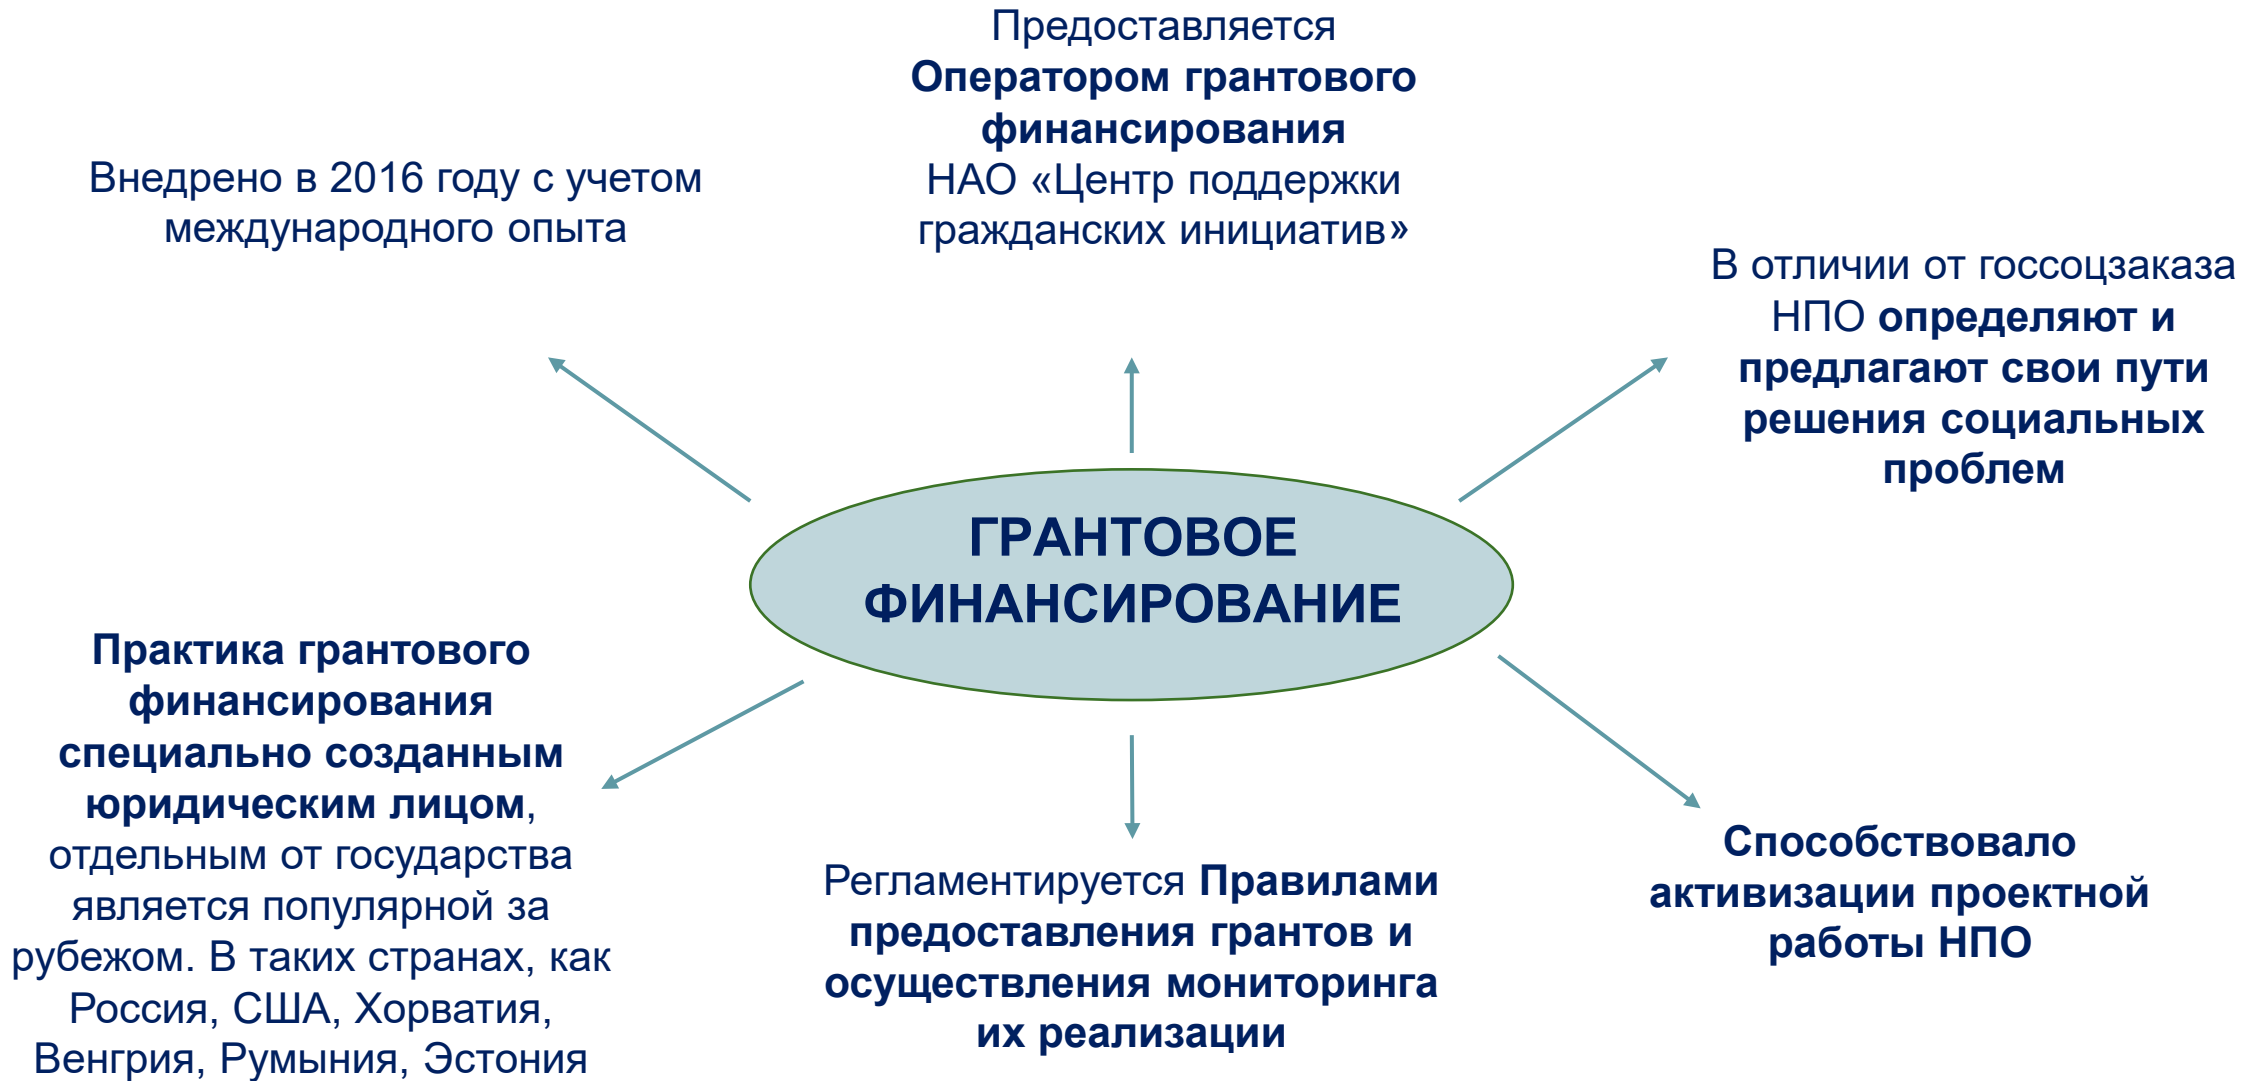 Предоставляется
Оператором грантового
финансирования
НАО «Центр поддержки
гражданских инициатив»
Внедрено в 2016 году с учетом
международного опыта
В отличии от госсоцзаказа
НПО определяют и
предлагают свои пути
решения социальных
проблем
ГРАНТОВОЕ
ФИНАНСИРОВАНИЕ
Практика грантового
финансирования
специально созданным
юридическим лицом,
отдельным от государства
является популярной за
рубежом. В таких странах, как
Россия, США, Хорватия,
Венгрия, Румыния, Эстония
Регламентируется Правилами
предоставления грантов и
осуществления мониторинга
их реализации
Способствовало
активизации проектной
работы НПО